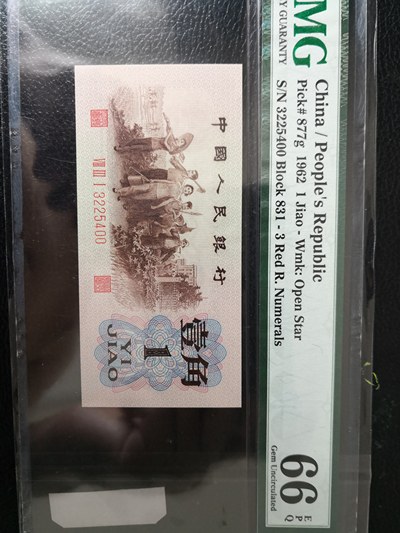 MG
Y GUARANTY
China / People's Republic
Pick# 877g 1962 1 Jiao - Wmk: Open Star
S/N 3225400 Block 831 - 3 Red R. Numerals
66
EPQ
Gem Uncirculated
中國人民銀行
VIII III I 3225400
壹角
1
YI
JIAO